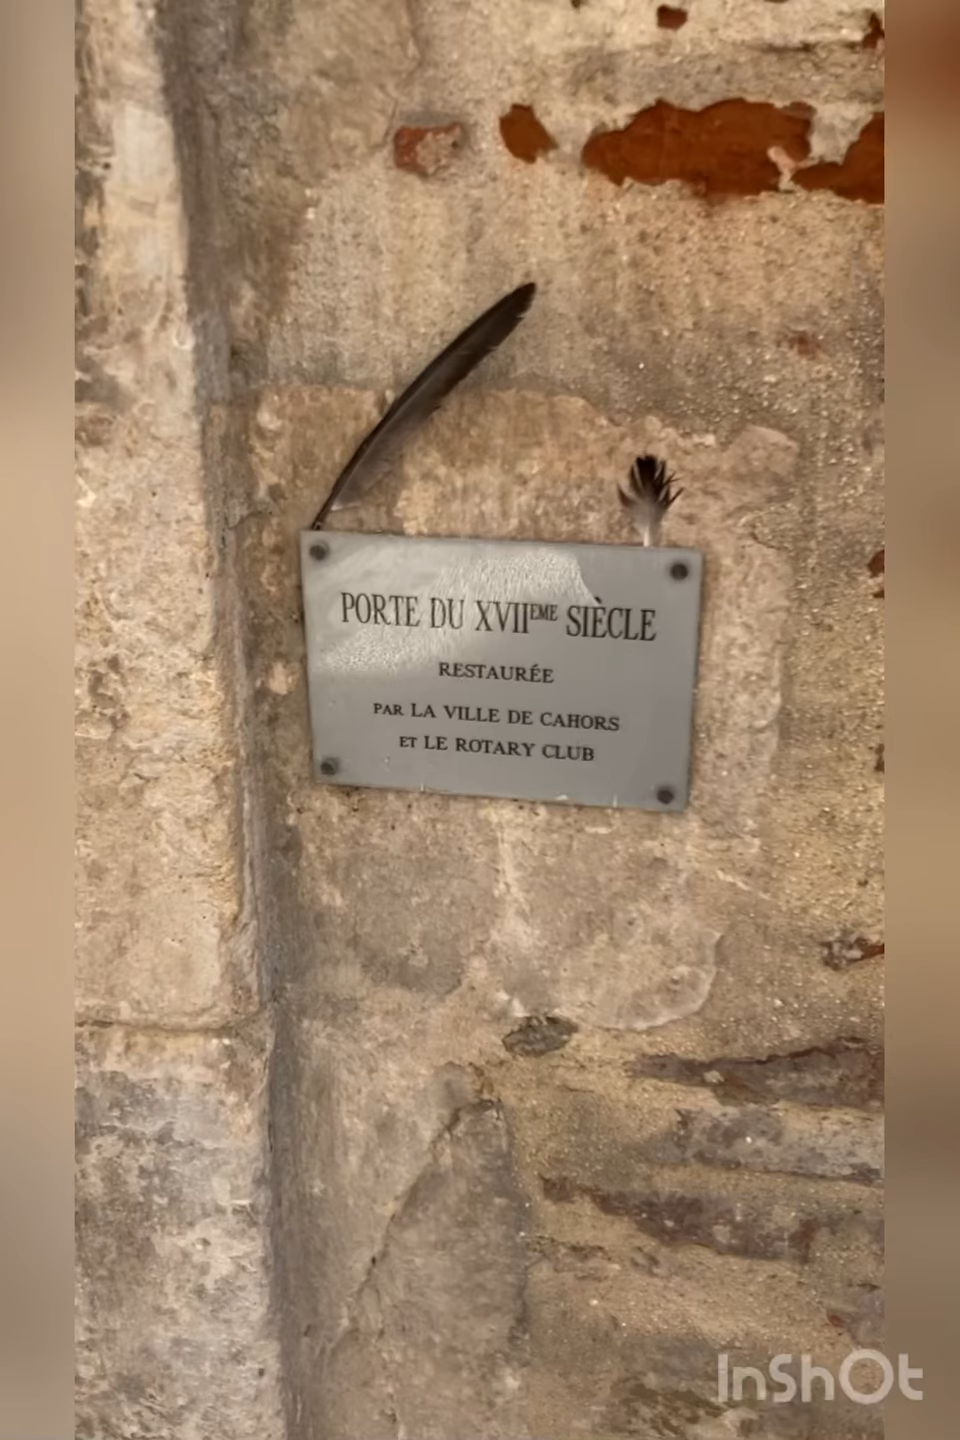 PORTE DU XVIIEME SIÈCLE
RESTAURÉE
PAR LA VILLE DE CAHORS
ET LE ROTARY CLUB
InShOt